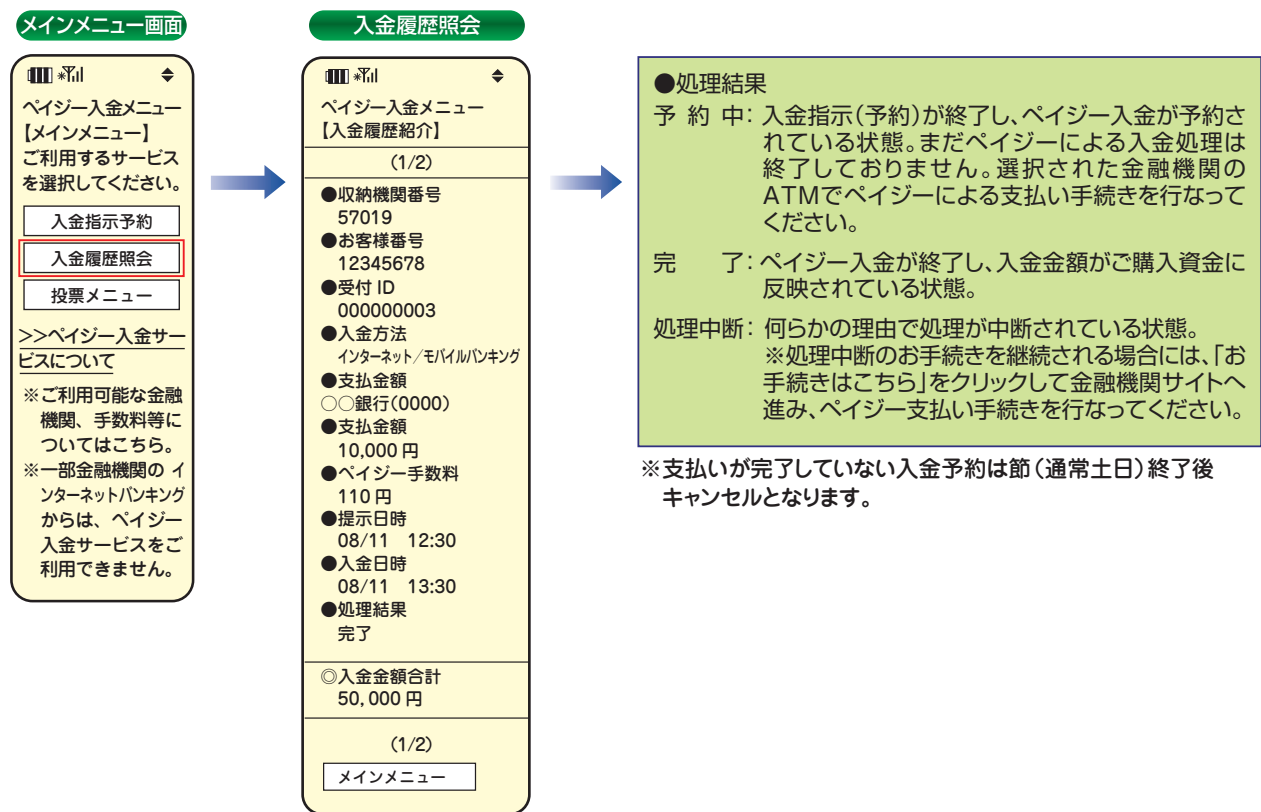 メインメニュー画面
ペイジー入金メニュー
【メインメニュー】
ご利用するサービス
を選択してください。
入金指示予約
入金履歴照会
投票メニュー
>>ペイジー入金サー
ビスについて
※ご利用可能な金融
機関、手数料等に
ついてはこちら。
※一部金融機関の イ
ンターネットバンキング
からは、ペイジー
入金サービスをご
利用できません。
入金履歴照会
ペイジー入金メニュー
【入金履歴紹介】
(1/2)
●収納機関番号
57019
●お客様番号
12345678
●受付 ID
000000003
●入金方法
インターネット/モバイルバンキング
●支払金額
○○銀行(0000)
●支払金額
10,000 円
●ペイジー手数料
110 円
●提示日時
08/11 12:30
●入金日時
08/11 13:30
●処理結果
完了
◎入金金額合計
50,000 円
(1/2)
メインメニュー
●処理結果
予 約 中：入金指示(予約)が終了し、ペイジー入金が予約さ
れている状態。まだペイジーによる入金処理は
終了しておりません。選択された金融機関の
ATMでペイジーによる支払い手続きを行なって
ください。
完 了：ペイジー入金が終了し、入金金額がご購入資金に
反映されている状態。
処理中断：何らかの理由で処理が中断されている状態。
※処理中断のお手続きを継続される場合には、「お
手続きはこちら」をクリックして金融機関サイトへ
進み、ペイジー支払い手続きを行なってください。
※支払いが完了していない入金予約は節(通常土日)終了後
キャンセルとなります。